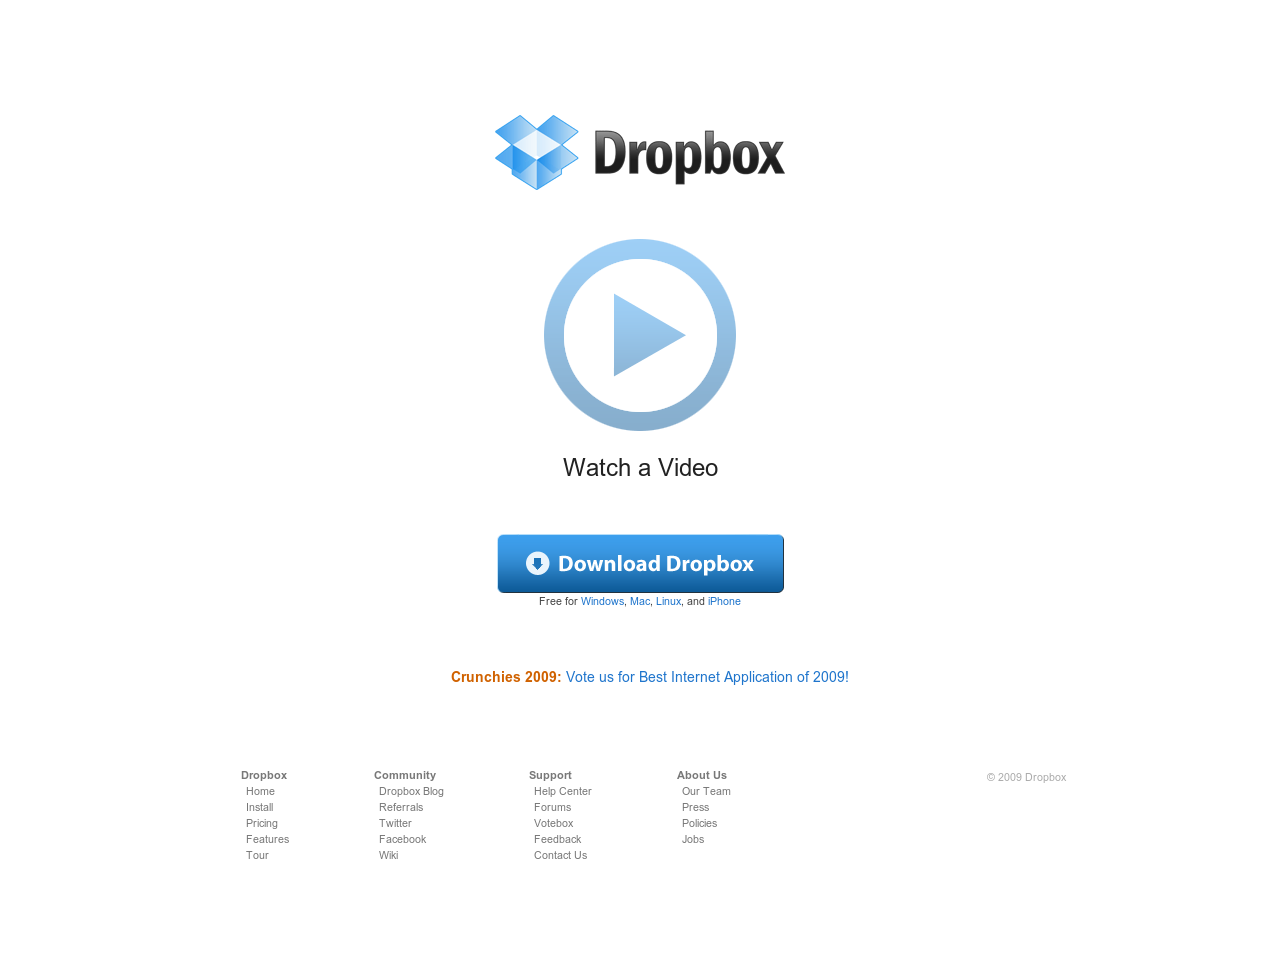 Dropbox
Watch a Video
Download Dropbox
Free for Windows, Mac, Linux, and iPhone
Crunchies 2009: Vote us for Best Internet Application of 2009!
Dropbox
Home
Install
Pricing
Features
Tour
Community
Dropbox Blog
Referrals
Twitter
Facebook
Wiki
Support
Help Center
Forums
Votebox
Feedback
Contact Us
About Us
Our Team
Press
Policies
Jobs
© 2009 Dropbox